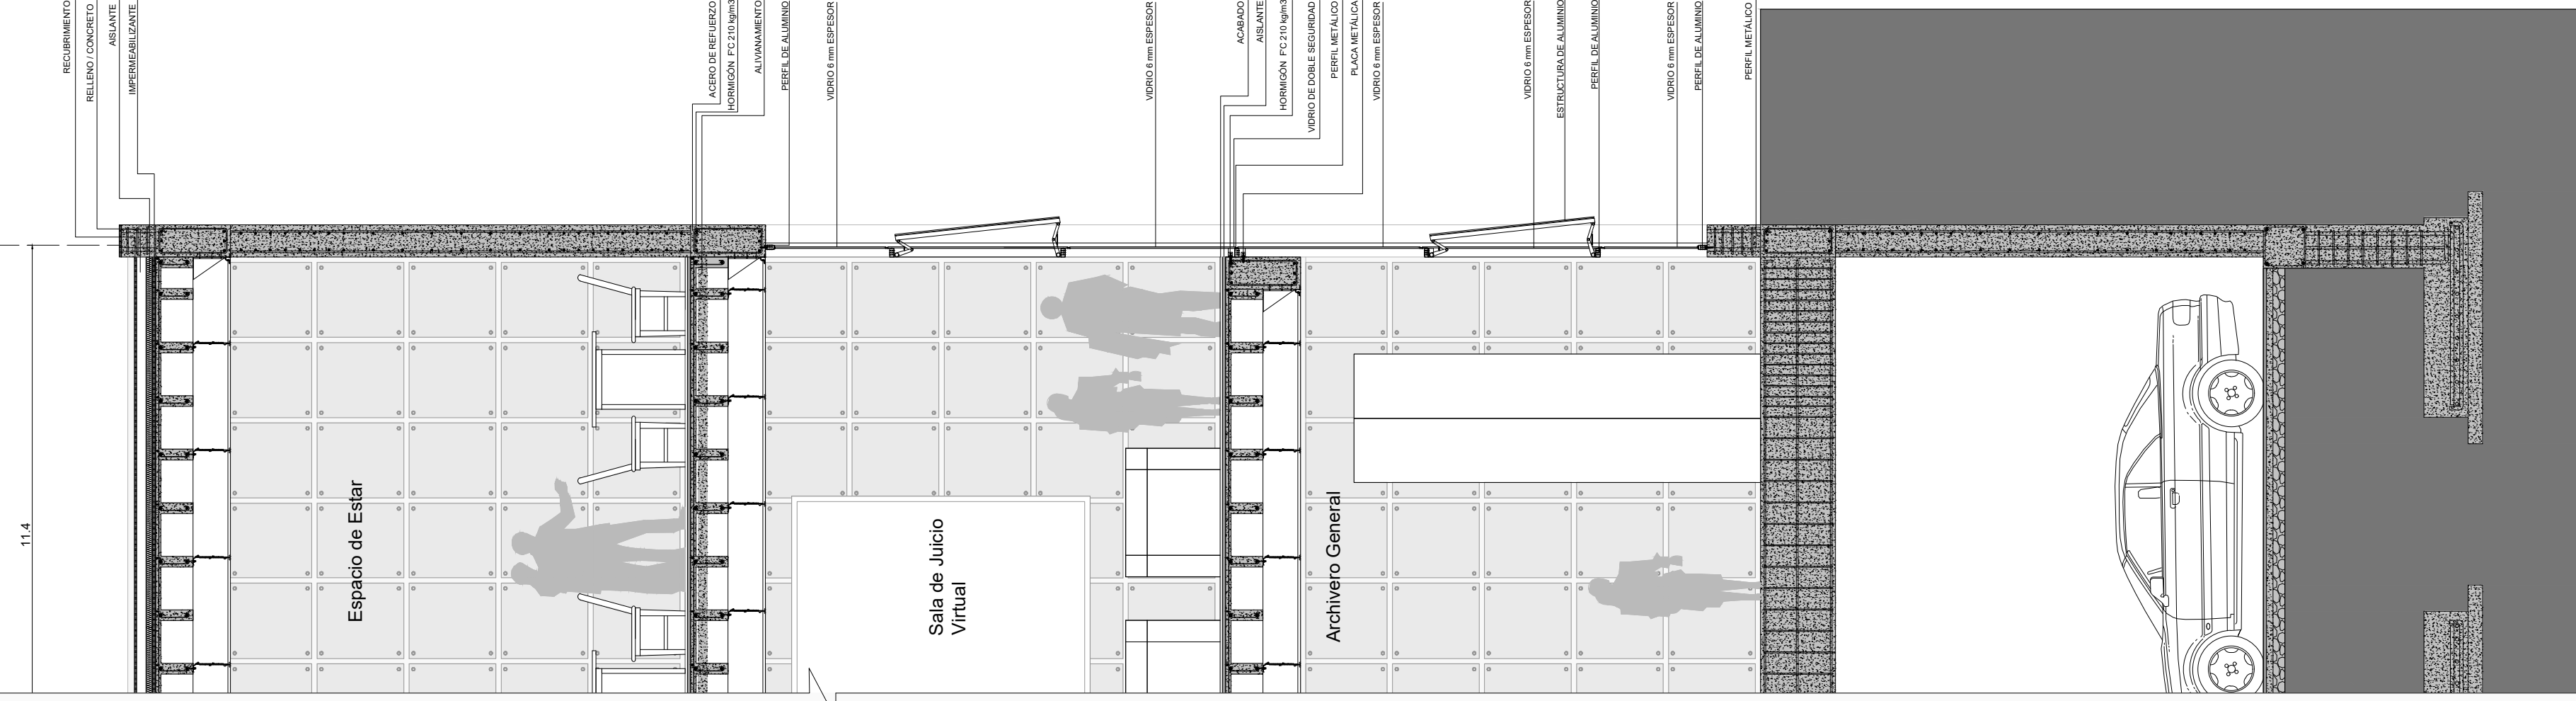 RECUBRIMIENTO
RELLENO / CONCRETO
AISLANTE
IMPERMEABILIZANTE
ACERO DE REFUERZO
HORMIGÓN F'C 210 kg/m3
ALIVIANAMIENTO
PERFIL DE ALUMINIO
VIDRIO 6 mm ESPESOR
VIDRIO 6 mm ESPESOR
ACABADO
AISLANTE
HORMIGÓN F'C 210 kg/m3
VIDRIO DE DOBLE SEGURIDAD
PERFIL METÁLICO
PLACA METÁLICA
VIDRIO 6 mm ESPESOR
VIDRIO 6 mm ESPESOR
ESTRUCTURA DE ALUMINIO
PERFIL DE ALUMINIO
VIDRIO 6 mm ESPESOR
PERFIL DE ALUMINIO
PERFIL METÁLICO
11.4
Espacio de Estar
Sala de Juicio
Virtual
Archivero General